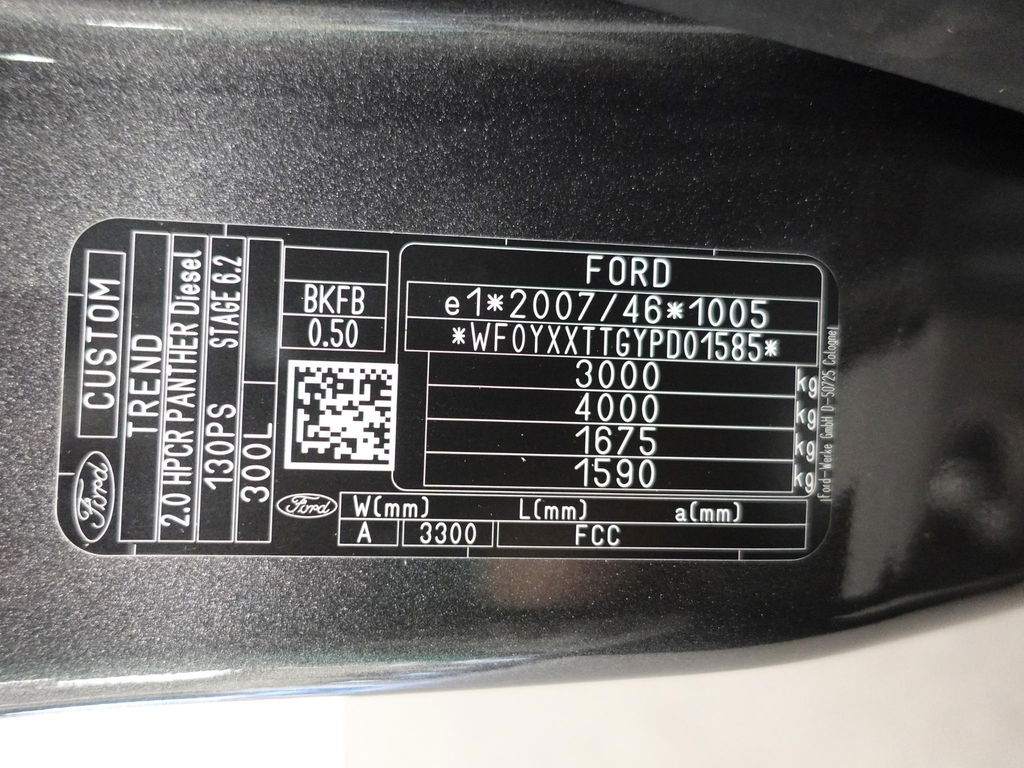 Ford
CUSTOM
TREND
2.0 HPCR PANTHER Diesel
130PS STAGE 6.2
300L
BKFB
0.50
FORD
e1*2007/46*1005
*WF0YXXTTGYPD01585*
3000 kg
4000 kg
1675 kg
1590 kg
Ford
W(mm) L(mm) a(mm)
A 3300 FCC
Ford-Werke GmbH D-50725 Cologne